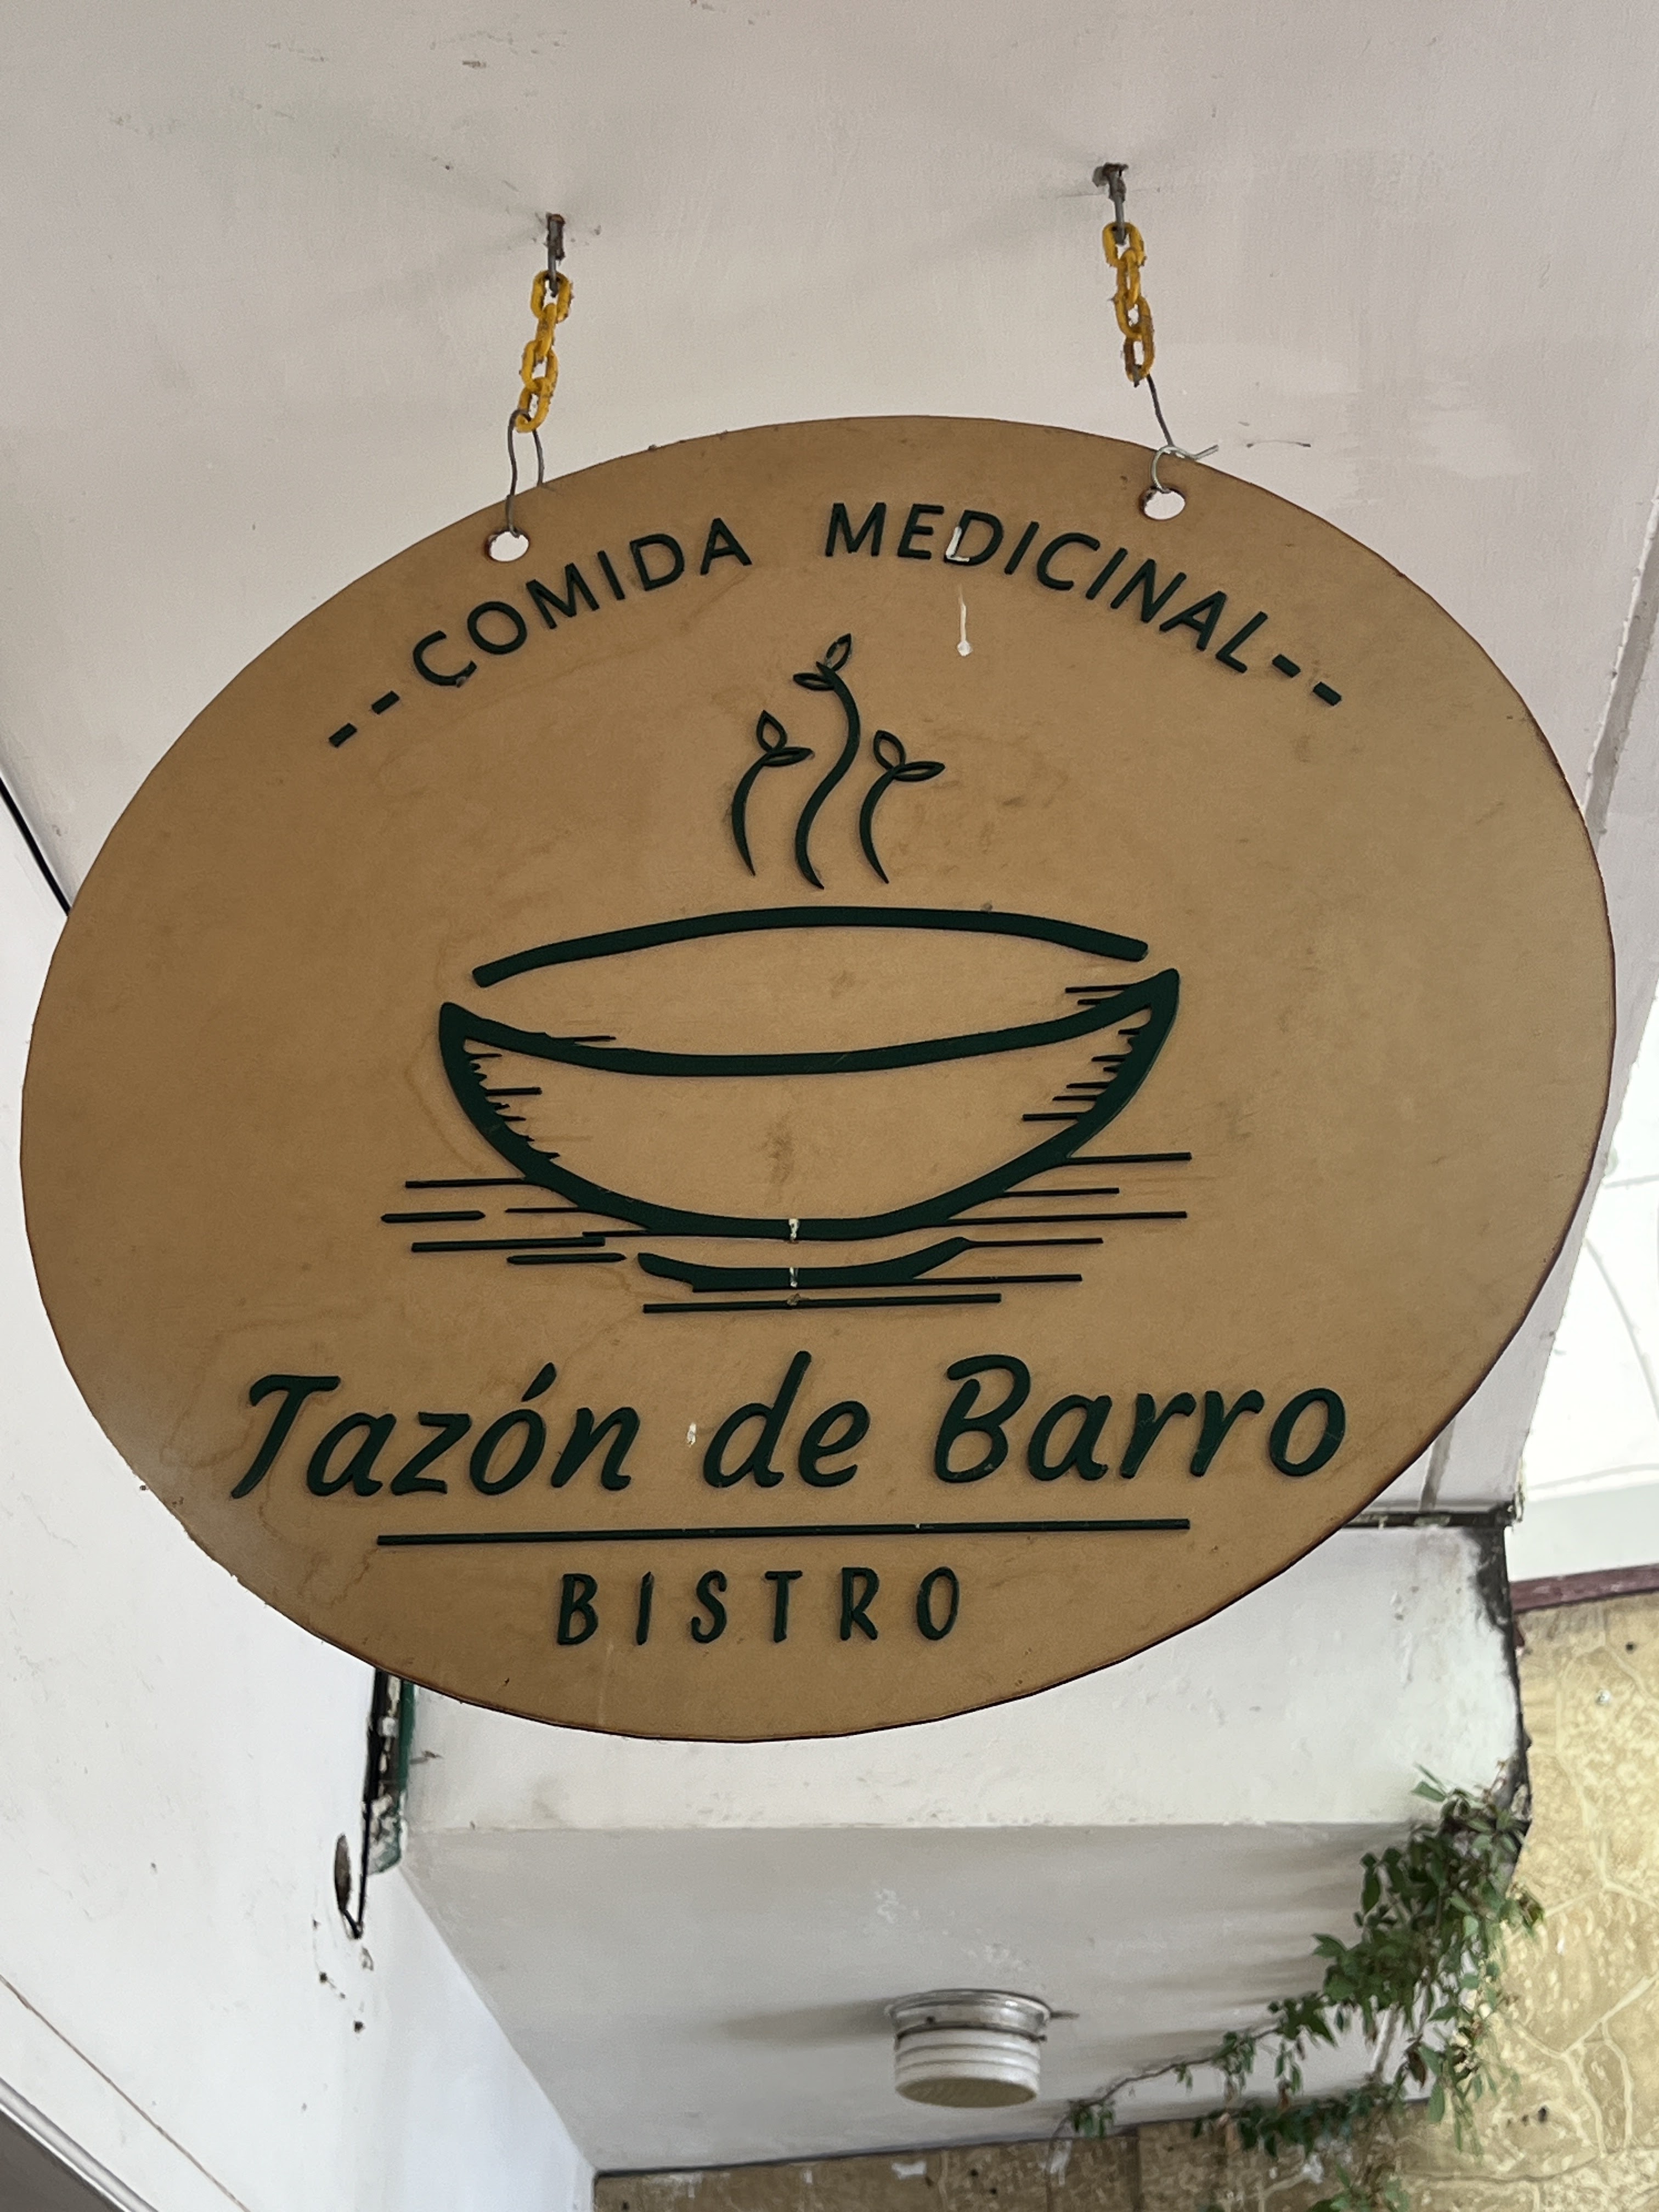 --COMIDA MEDICINAL--
Tazón de Barro
BISTRO